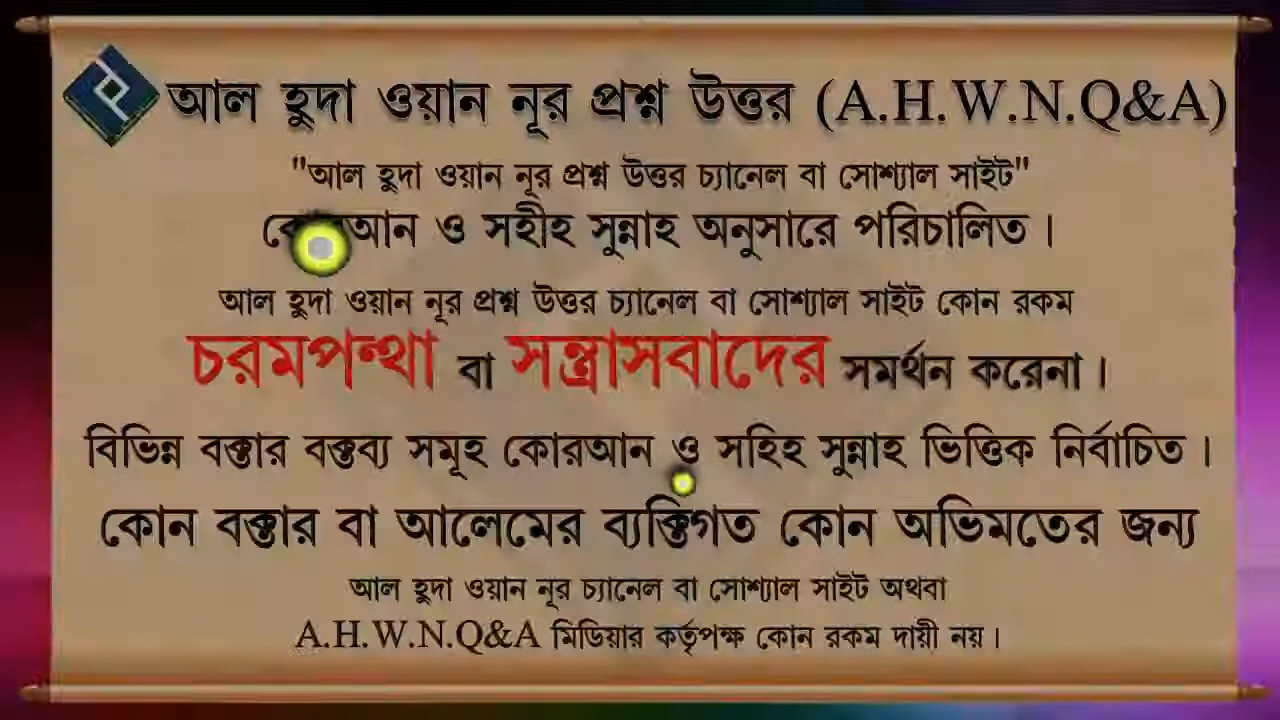 আল হুদা ওয়ান নূর প্রশ্ন উত্তর (A.H.W.N.Q&A)
"আল হুদা ওয়ান নূর প্রশ্ন উত্তর চ্যানেল বা সোশ্যাল সাইট"
ও সহীহ সুন্নাহ অনুসারে পরিচালিত ।
আল হুদা ওয়ান নূর প্রশ্ন উত্তর চ্যানেল বা সোশ্যাল সাইট কোন রকম
চরমপন্থা বা সন্ত্রাসবাদের সমর্থন করেনা ।
বিভিন্ন বক্তার বক্তব্য সমূহ কোরআন ও সহিহ সুন্নাহ ভিত্তিক নির্বাচিত ।
কোন বক্তার বা আলেমের ব্যক্তিগত কোন অভিমতের জন্য
আল হুদা ওয়ান নূর চ্যানেল বা সোশ্যাল সাইট অথবা
A.H.W.N.Q&A মিডিয়ার কর্তৃপক্ষ কোন রকম দায়ী নয় ।